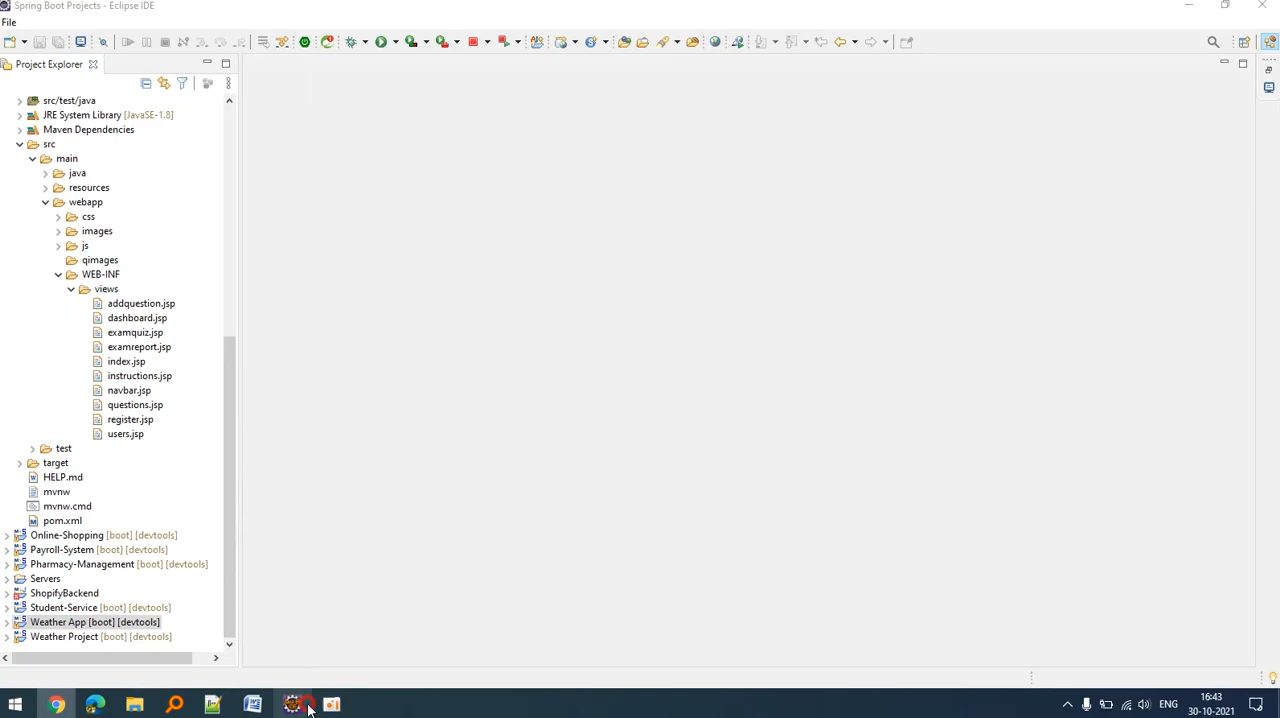 Spring Boot Projects - Eclipse IDE
File
Project Explorer
src/test/java
JRE System Library [JavaSE-1.8]
Maven Dependencies
src
main
java
resources
webapp
css
images
js
qimages
WEB-INF
views
addquestion.jsp
dashboard.jsp
examquiz.jsp
examreport.jsp
index.jsp
instructions.jsp
navbar.jsp
questions.jsp
register.jsp
users.jsp
test
target
HELP.md
mvnw
mvnw.cmd
pom.xml
Online-Shopping [boot] [devtools]
Payroll-System [boot] [devtools]
Pharmacy-Management [boot] [devtools]
Servers
ShopifyBackend
Student-Service [boot] [devtools]
Weather App [boot] [devtools]
Weather Project [boot] [devtools]
ENG
16:43
30-10-2021